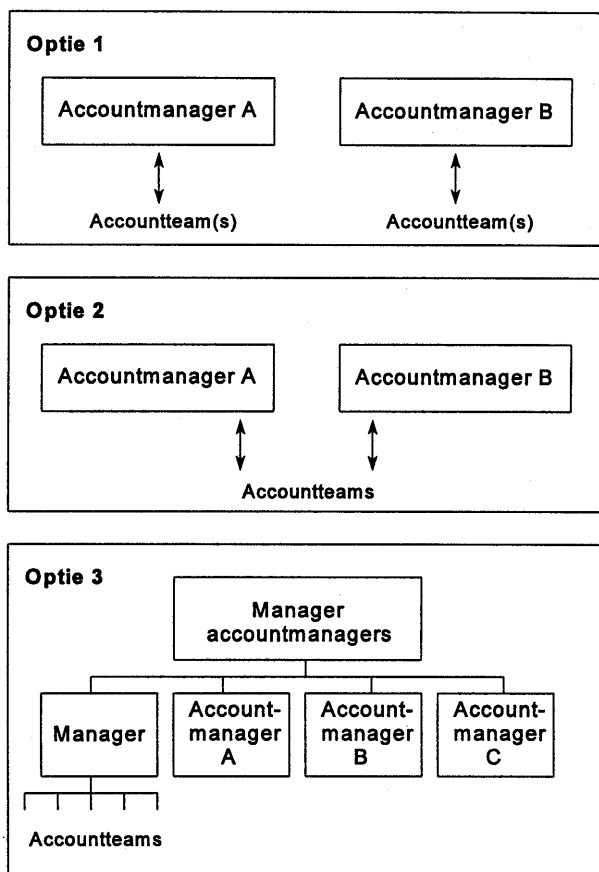 Optie 1
Accountmanager A
Accountmanager B
Accountteam(s)
Accountteam(s)
Optie 2
Accountmanager A
Accountmanager B
Accountteams
Optie 3
Manager
accountmanagers
Manager
Account-
manager
A
Account-
manager
B
Account-
manager
C
Accountteams